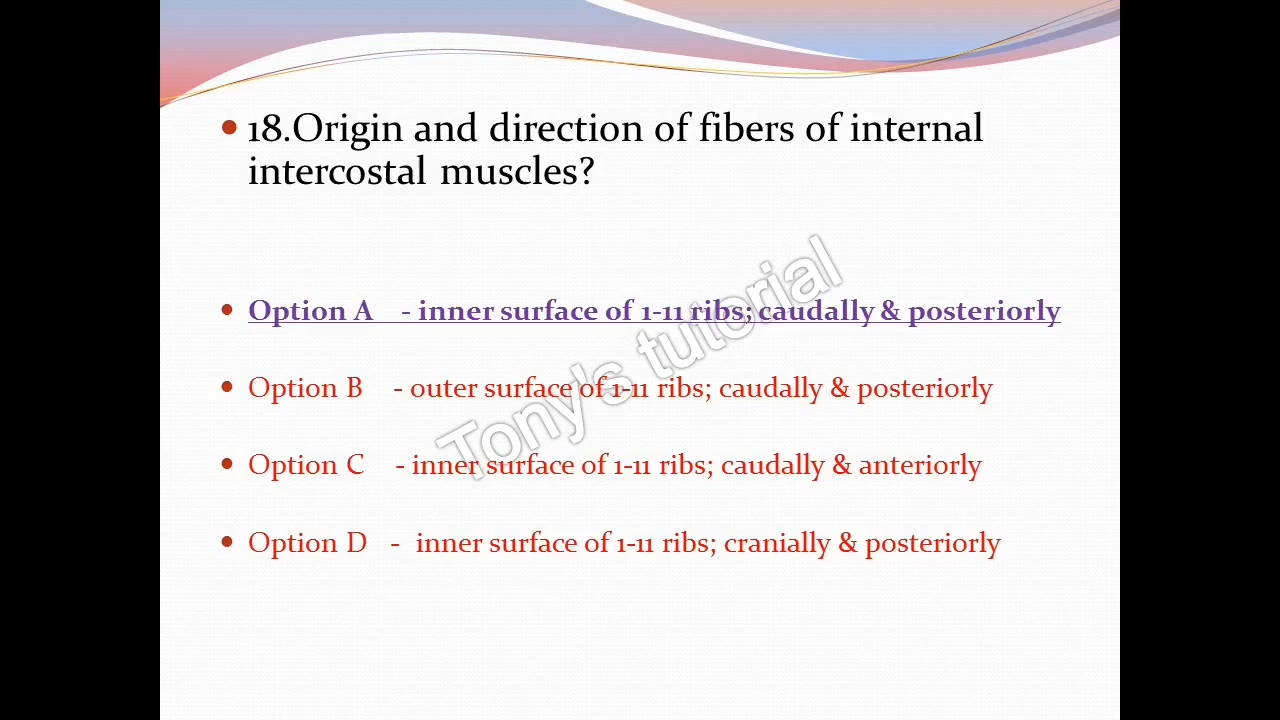 • 18.Origin and direction of fibers of internal
intercostal muscles?
• Option A - inner surface of 1-11 ribs; caudally & posteriorly
• Option B - outer surface of 1-11 ribs; caudally & posteriorly
• Option C - inner surface of 1-11 ribs; caudally & anteriorly
• Option D - inner surface of 1-11 ribs; cranially & posteriorly
Tony's tutorial